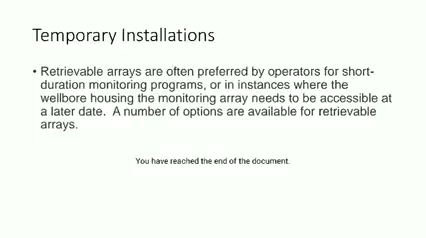 Temporary Installations
• Retrievable arrays are often preferred by operators for short-
duration monitoring programs, or in instances where the
wellbore housing the monitoring array needs to be accessible at
a later date.  A number of options are available for retrievable
arrays.
You have reached the end of the document.